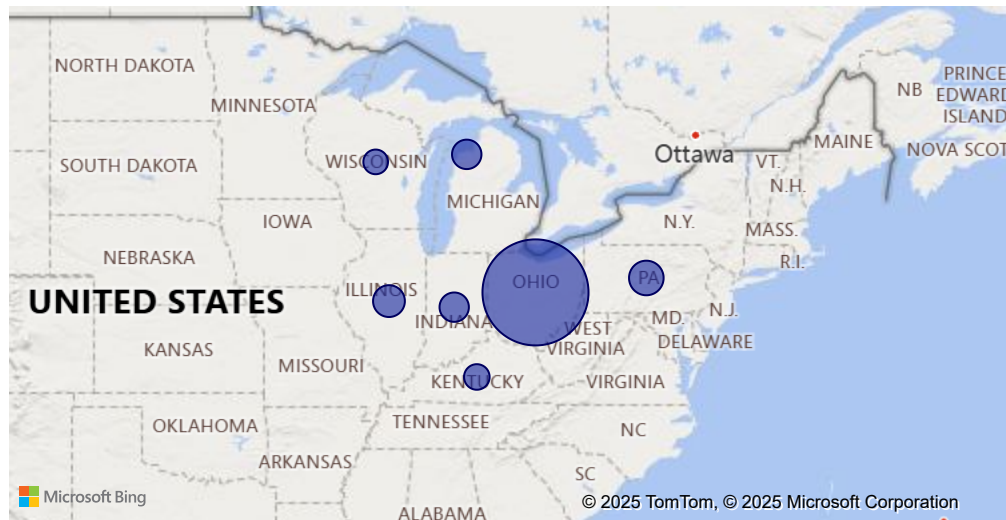 NORTH DAKOTA
MINNESOTA
SOUTH DAKOTA
WISCONSIN
MICHIGAN
IOWA
NEBRASKA
UNITED STATES
ILLINOIS
INDIANA
OHIO
PA
KANSAS
MISSOURI
KENTUCKY
WEST
VIRGINIA
VIRGINIA
OKLAHOMA
TENNESSEE
NC
ARKANSAS
SC
ALABAMA
Ottawa
VT.
N.H.
MAINE
NB
PRINCE
EDWARD
ISLAND
NOVA SCOT
N.Y.
MASS.
R.I.
N.J.
MD.
DELAWARE
Microsoft Bing
© 2025 TomTom, © 2025 Microsoft Corporation